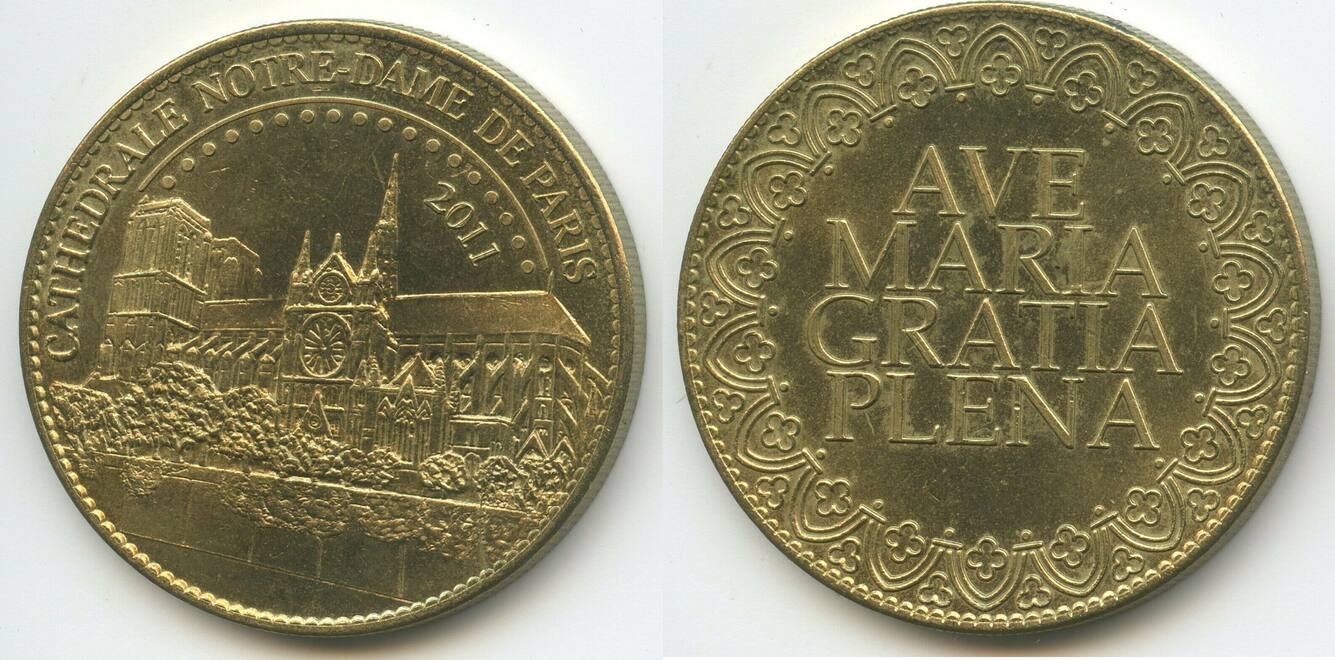 CATHEDRALE NOTRE-DAME DE PARIS
2011
AVE
MARIA
GRATIA
PLENA